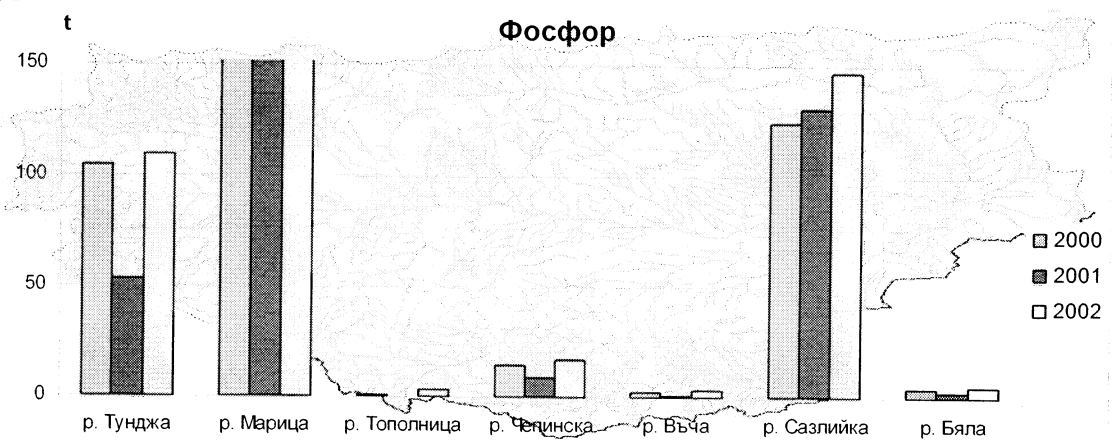 t
Фосфор
150
100
50
0
2000
2001
2002
р. Тунджа
р. Марица
р. Тополница
р. Чепинска
р. Въча
р. Сазлийка
р. Бяла